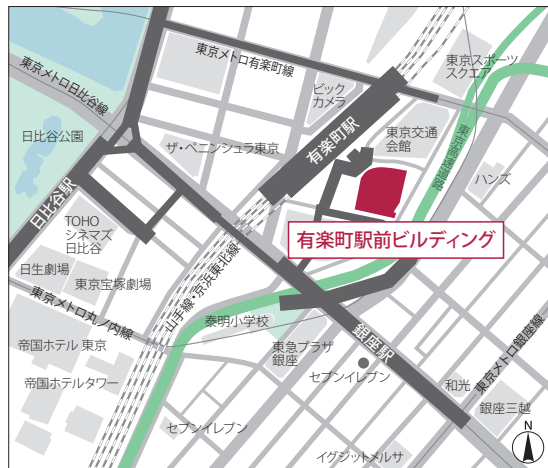 東京メトロ有楽町線
東京スポーツ
スクエア
東京メトロ日比谷線
ビック
カメラ
東京交通
会館
日比谷公園
ザ・ペニンシュラ東京
有楽町駅
東京高速道路
ハンズ
日比谷駅
TOHO
シネマズ
日比谷
有楽町駅前ビルディング
日生劇場
東京宝塚劇場
山手線・京浜東北線
東京メトロ丸ノ内線
泰明小学校
帝国ホテル 東京
東急プラザ
銀座
銀座駅
東京メトロ銀座線
帝国ホテルタワー
セブンイレブン
和光
銀座三越
セブンイレブン
イグジットメルサ
N